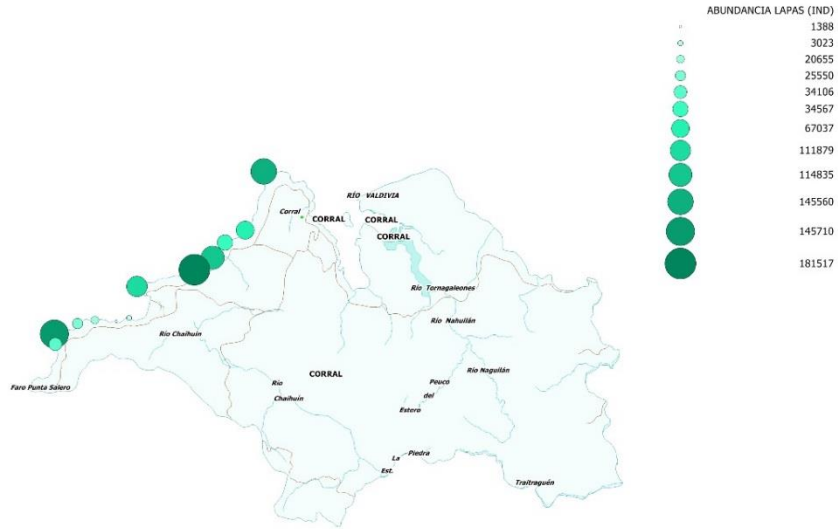 ABUNDANCIA LAPAS (IND)
1388
3023
20655
25550
34106
34567
67037
111879
114835
145560
145710
181517
RÍO VALDIVIA
Corral
CORRAL
CORRAL
CORRAL
Río Tornagaleones
Río Nahuilán
Río Chaihuín
Río Naguilán
CORRAL
Faro Punta Salero
Río
Chaihuín
Peuco
del
Estero
La
Piedra
Est.
Traitraguén